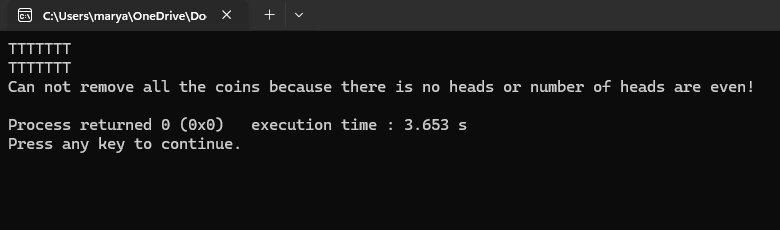 C:\Users\marya\OneDrive\Do
TTTTTTT
TTTTTTT
Can not remove all the coins because there is no heads or number of heads are even!
Process returned 0 (0x0)   execution time : 3.653 s
Press any key to continue.